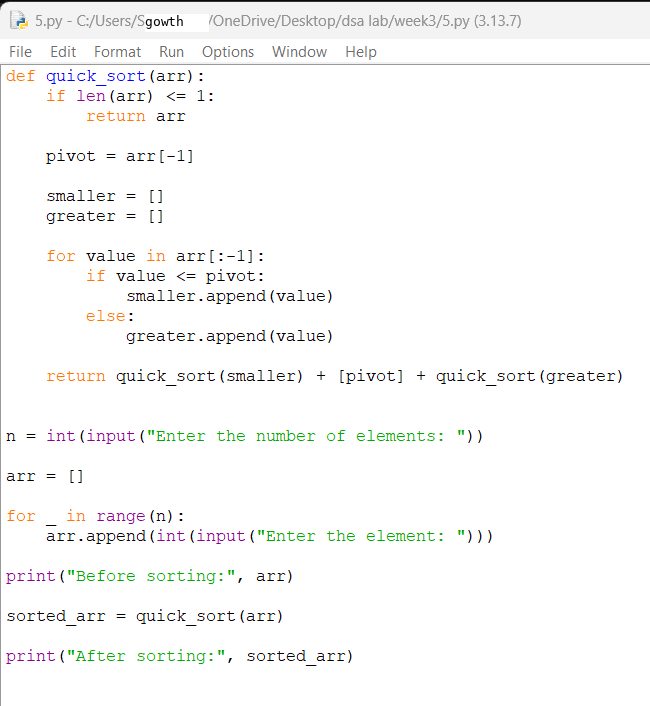 5.py - C:/Users/Sgowth /OneDrive/Desktop/dsa lab/week3/5.py (3.13.7)
File Edit Format Run Options Window Help
def quick_sort(arr):
    if len(arr) <= 1:
        return arr

    pivot = arr[-1]

    smaller = []
    greater = []

    for value in arr[:-1]:
        if value <= pivot:
            smaller.append(value)
        else:
            greater.append(value)

    return quick_sort(smaller) + [pivot] + quick_sort(greater)


n = int(input("Enter the number of elements: "))

arr = []

for _ in range(n):
    arr.append(int(input("Enter the element: ")))

print("Before sorting:", arr)

sorted_arr = quick_sort(arr)

print("After sorting:", sorted_arr)